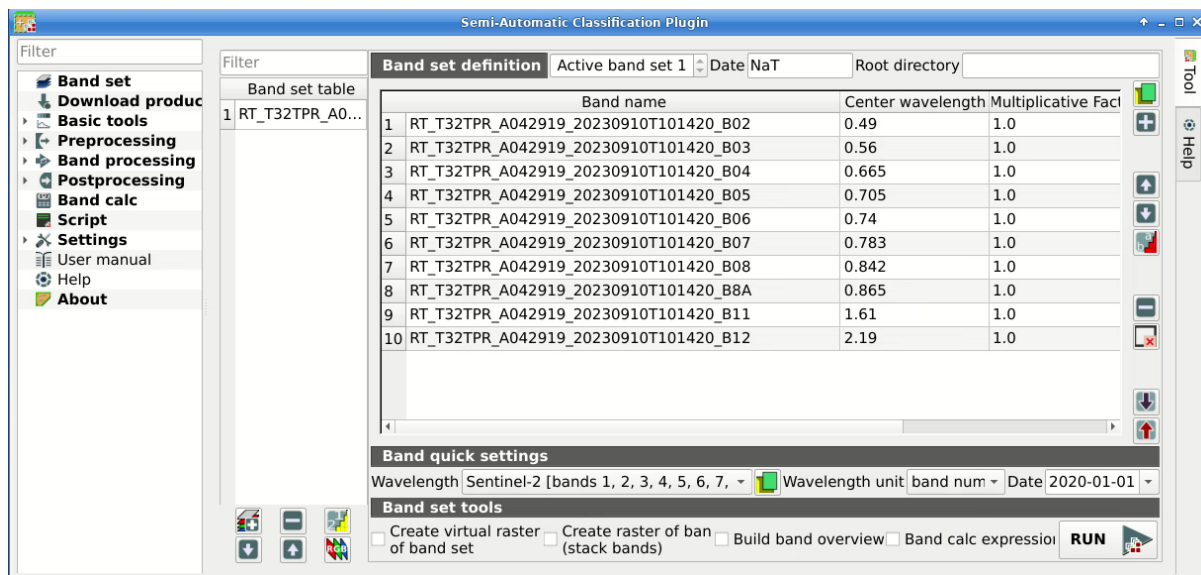 Semi-Automatic Classification Plugin
Filter
Band set
Download produc
Basic tools
Preprocessing
Band processing
Postprocessing
Band calc
Script
Settings
User manual
Help
About
Filter
Band set table
1 RT_T32TPR_A0...
Band set definition Active band set 1 Date NaT Root directory
Band name Center wavelength Multiplicative Fact
1 RT_T32TPR_A042919_20230910T101420_B02 0.49 1.0
2 RT_T32TPR_A042919_20230910T101420_B03 0.56 1.0
3 RT_T32TPR_A042919_20230910T101420_B04 0.665 1.0
4 RT_T32TPR_A042919_20230910T101420_B05 0.705 1.0
5 RT_T32TPR_A042919_20230910T101420_B06 0.74 1.0
6 RT_T32TPR_A042919_20230910T101420_B07 0.783 1.0
7 RT_T32TPR_A042919_20230910T101420_B08 0.842 1.0
8 RT_T32TPR_A042919_20230910T101420_B8A 0.865 1.0
9 RT_T32TPR_A042919_20230910T101420_B11 1.61 1.0
10 RT_T32TPR_A042919_20230910T101420_B12 2.19 1.0
Band quick settings
Wavelength Sentinel-2 [bands 1, 2, 3, 4, 5, 6, 7, Wavelength unit band num Date 2020-01-01
Band set tools
Create virtual raster of band set
Create raster of ban (stack bands)
Build band overview
Band calc expression
RUN
RGB
Tool
Help